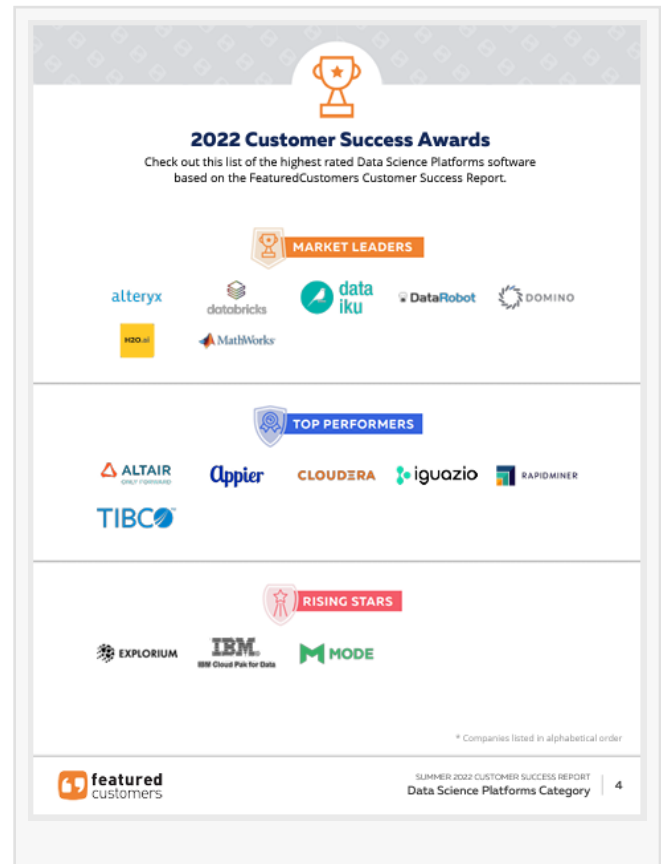 2022 Customer Success Awards
Check out this list of the highest rated Data Science Platforms software
based on the FeaturedCustomers Customer Success Report.
MARKET LEADERS
alteryx
databricks
data
iku
DataRobot
DOMINO
H2O.ai
MathWorks
TOP PERFORMERS
ALTAIR
ONLY FORWARD
appier
CLOUDERA
iguazio
RAPIDMINER
TIBCO™
RISING STARS
EXPLORIUM
IBM
IBM Cloud Pak for Data
MODE
* Companies listed in alphabetical order
featured
customers
SUMMER 2022 CUSTOMER SUCCESS REPORT
Data Science Platforms Category
4